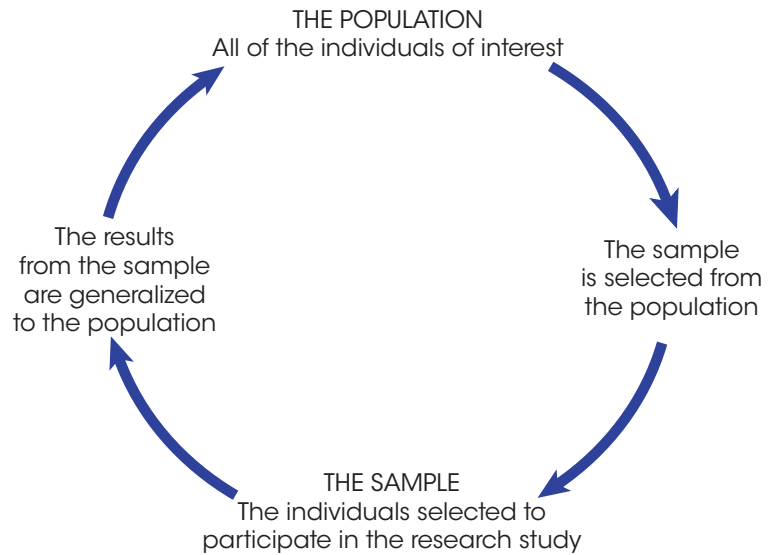 THE POPULATION
All of the individuals of interest
The sample
is selected from
the population
THE SAMPLE
The individuals selected to
participate in the research study
The results
from the sample
are generalized
to the population